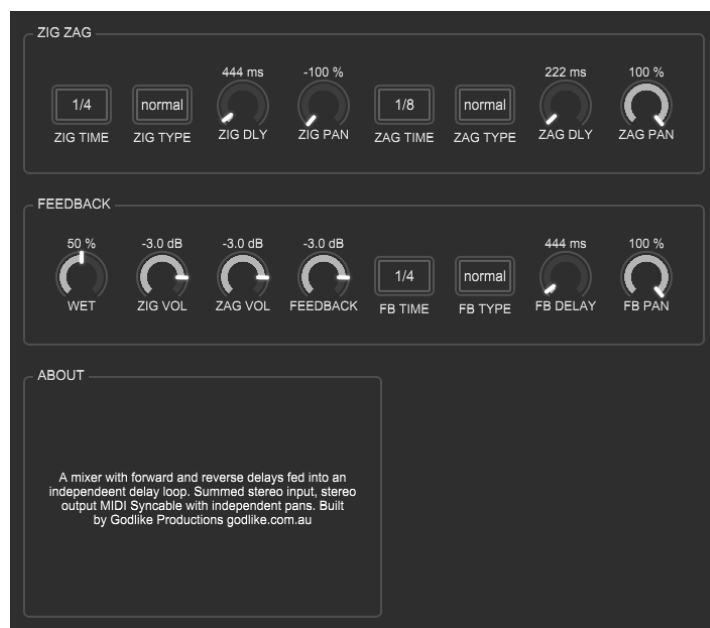 ZIG ZAG
444 ms -100 % 222 ms 100 %
1/4 normal 1/8 normal
ZIG TIME ZIG TYPE ZIG DLY ZIG PAN ZAG TIME ZAG TYPE ZAG DLY ZAG PAN
FEEDBACK
50 % -3.0 dB -3.0 dB -3.0 dB 444 ms 100 %
1/4 normal
WET ZIG VOL ZAG VOL FEEDBACK FB TIME FB TYPE FB DELAY FB PAN
ABOUT
A mixer with forward and reverse delays fed into an
independeent delay loop. Summed stereo input, stereo
output MIDI Syncable with independent pans. Built
by Godlike Productions godlike.com.au